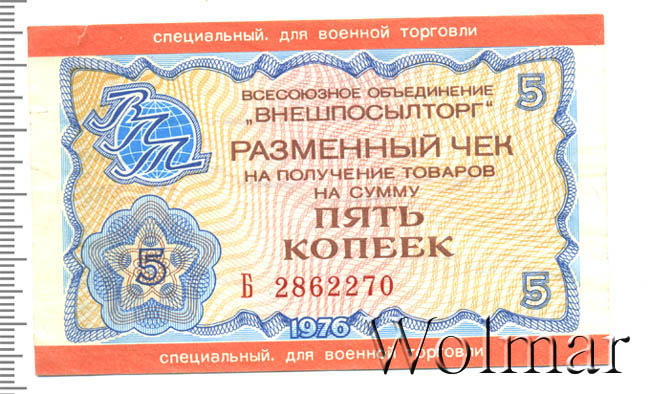 специальный. для военной торговли
ВПТ
ВСЕСОЮЗНОЕ ОБЪЕДИНЕНИЕ
„ВНЕШПОСЫЛТОРГ“
5
РАЗМЕННЫЙ ЧЕК
НА ПОЛУЧЕНИЕ ТОВАРОВ
НА СУММУ
ПЯТЬ
КОПЕЕК
5
Б 2862270
5
1976
специальный. для военной торговли
Wolmar